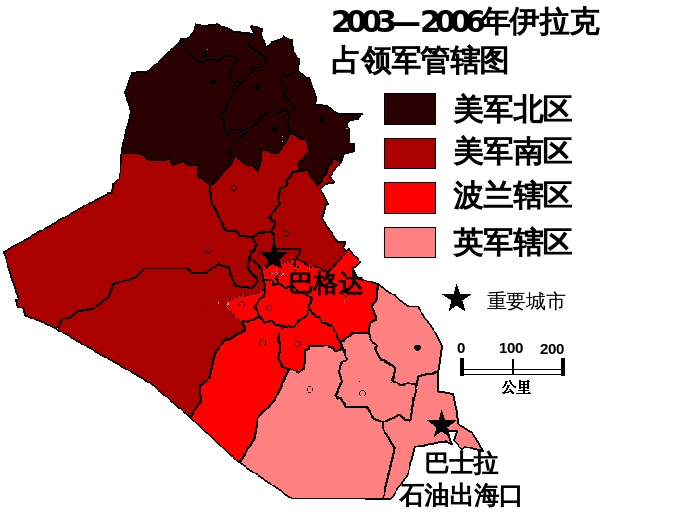 2003—2006年伊拉克
占领军管辖图
美军北区
美军南区
波兰辖区
英军辖区
重要城市
0 100 200
公里
巴格达
巴士拉
石油出海口